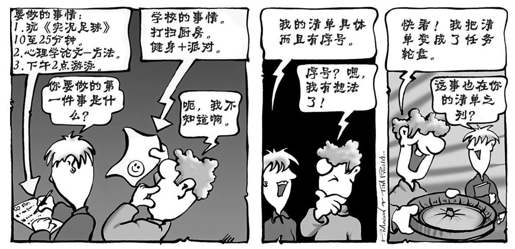 要做的事情：
1.玩《实况足球》
10至25分钟。
2.心理学论文一方法。
3.下午2点游泳
你要做的第
一件事是什
么？
学校的事情。
打扫厨房。
健身+派对。
呃，我不
知道啊。
我的清单具体
而且有序号。
序号？嗯，
我有想法
了！
快看！我把清
单变成了任务
轮盘。
这事也在你
的清单之
列？